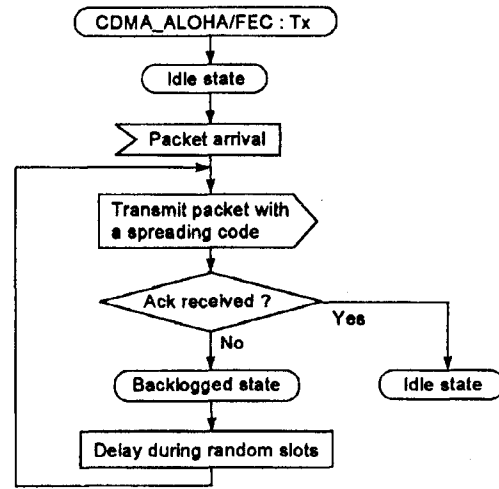 CDMA_ALOHA/FEC : Tx
Idle state
Packet arrival
Transmit packet with
a spreading code
Ack received ?
Yes
No
Backlogged state
Idle state
Delay during random slots